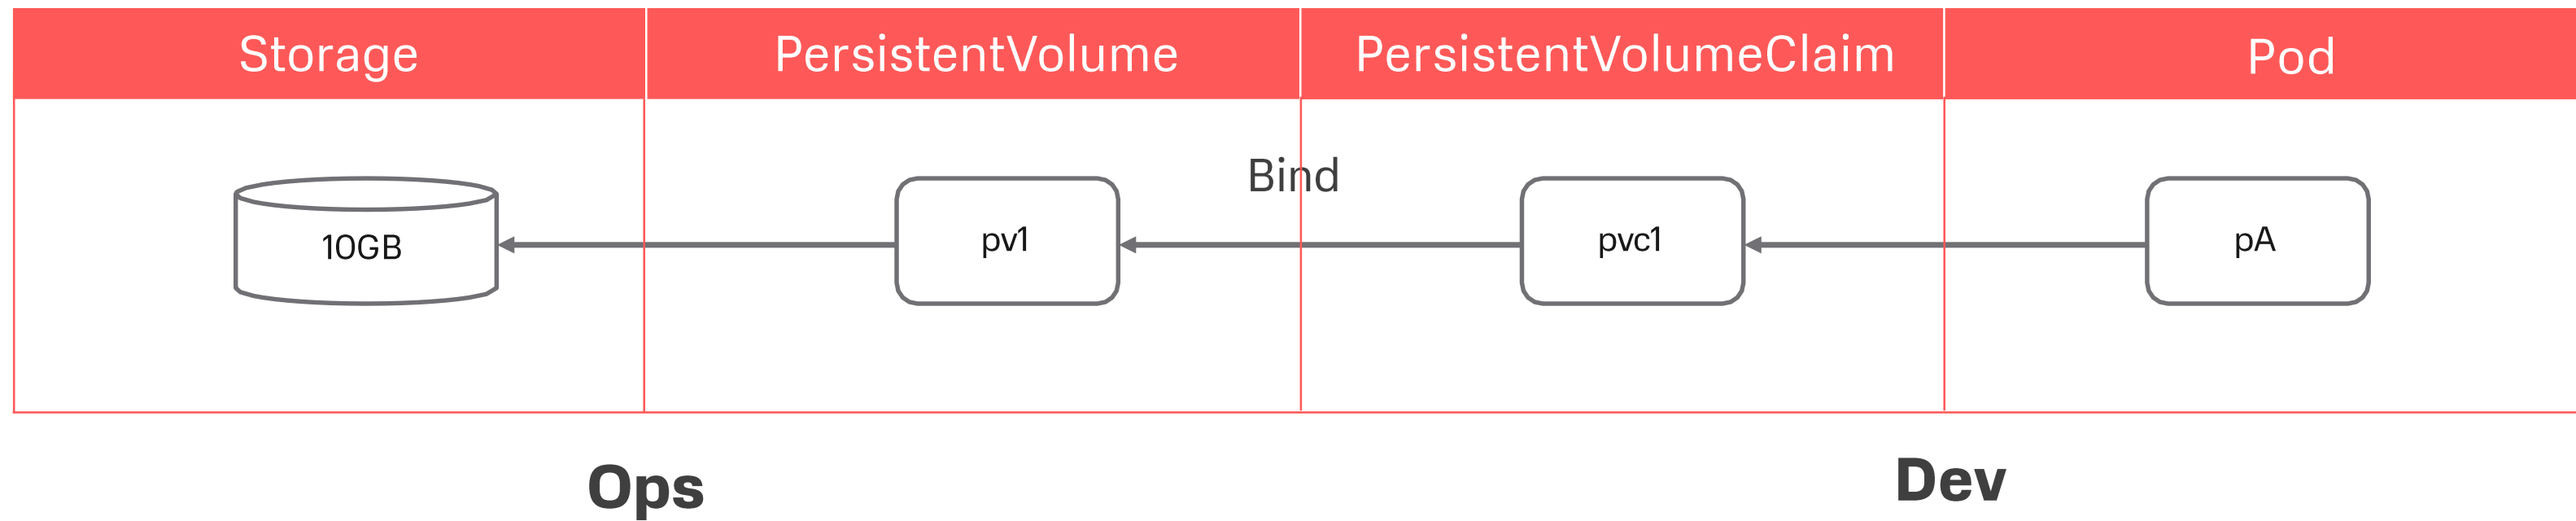 Storage
PersistentVolume
PersistentVolumeClaim
Pod
Bind
10GB
pv1
pvc1
pA
Ops
Dev